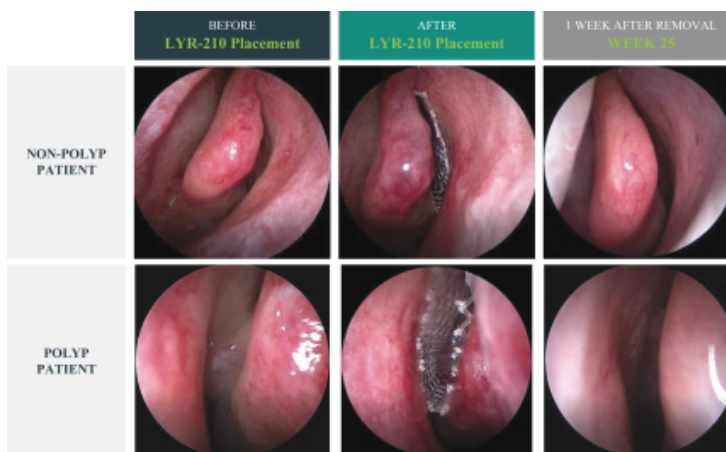 BEFORE
LYR-210 Placement
AFTER
LYR-210 Placement
1 WEEK AFTER REMOVAL
WEEK 25
NON-POLYP
PATIENT
POLYP
PATIENT